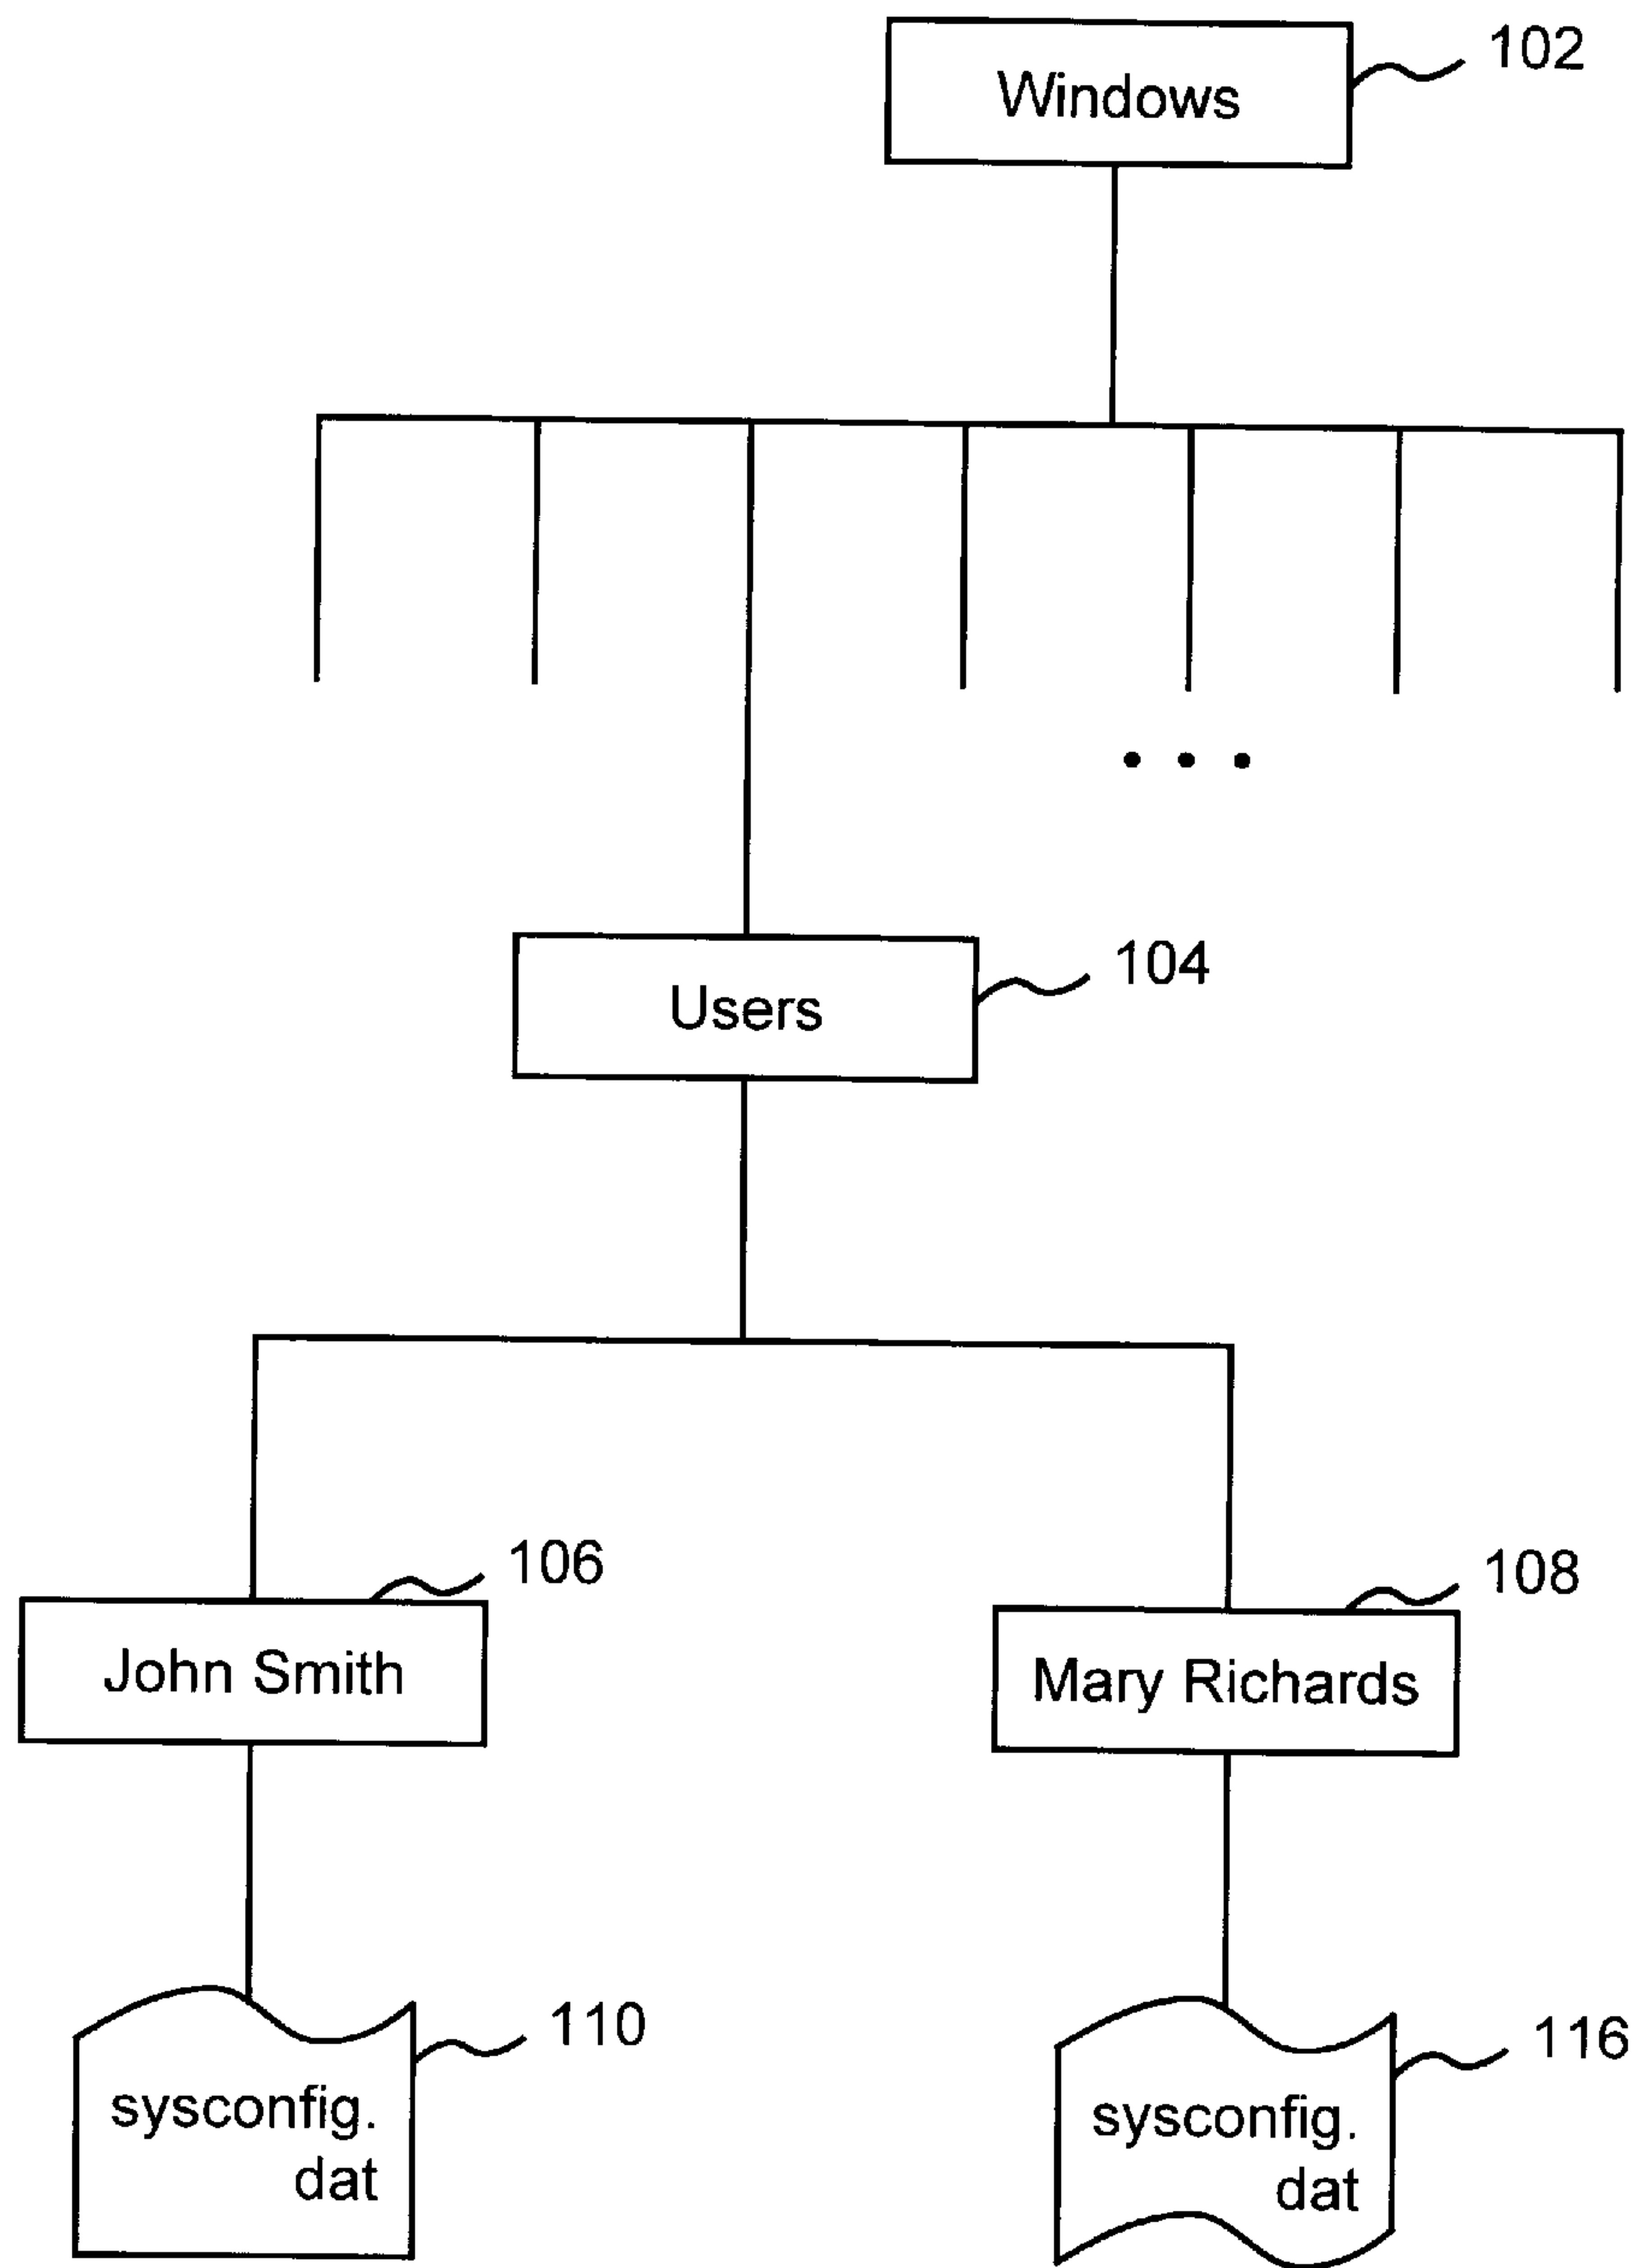 102
Windows
104
Users
106
John Smith
108
Mary Richards
110
sysconfig.
dat
116
sysconfig.
dat